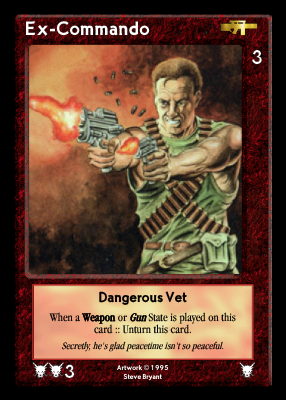 Ex-Commando
3
Dangerous Vet
When a Weapon or Gun State is played on this
card :: Unturn this card.
Secretly, he's glad peacetime isn't so peaceful.
3
Artwork © 1995
Steve Bryant